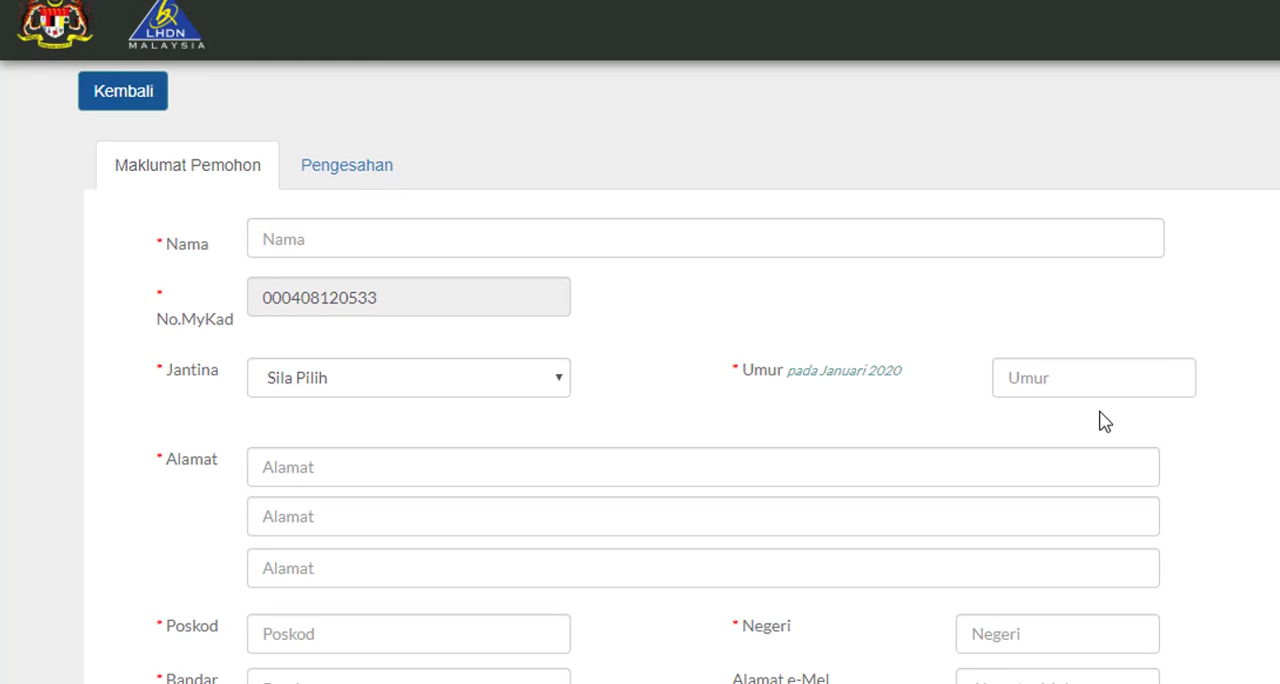 LHDN
MALAYSIA
Kembali
Maklumat Pemohon Pengesahan
* Nama Nama
* No.MyKad 000408120533
* Jantina Sila Pilih * Umur pada Januari 2020 Umur
* Alamat Alamat
Alamat
Alamat
* Poskod Poskod * Negeri Negeri
* Bandar Alamat e-Mel